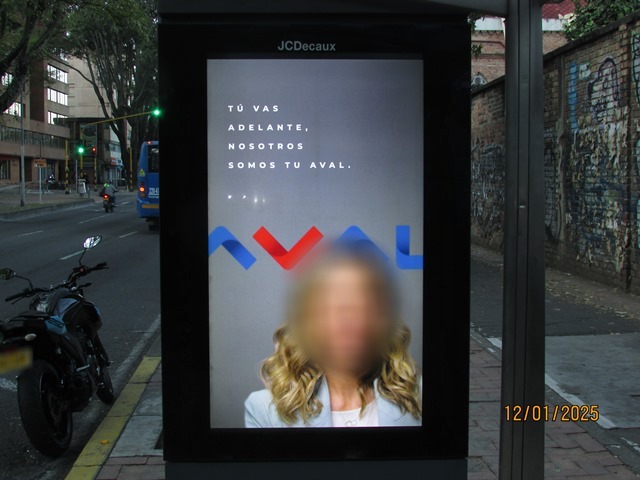 JCDecaux
TÚ VAS
ADELANTE,
NOSOTROS
SOMOS TU AVAL.
AVAL
12/01/2025